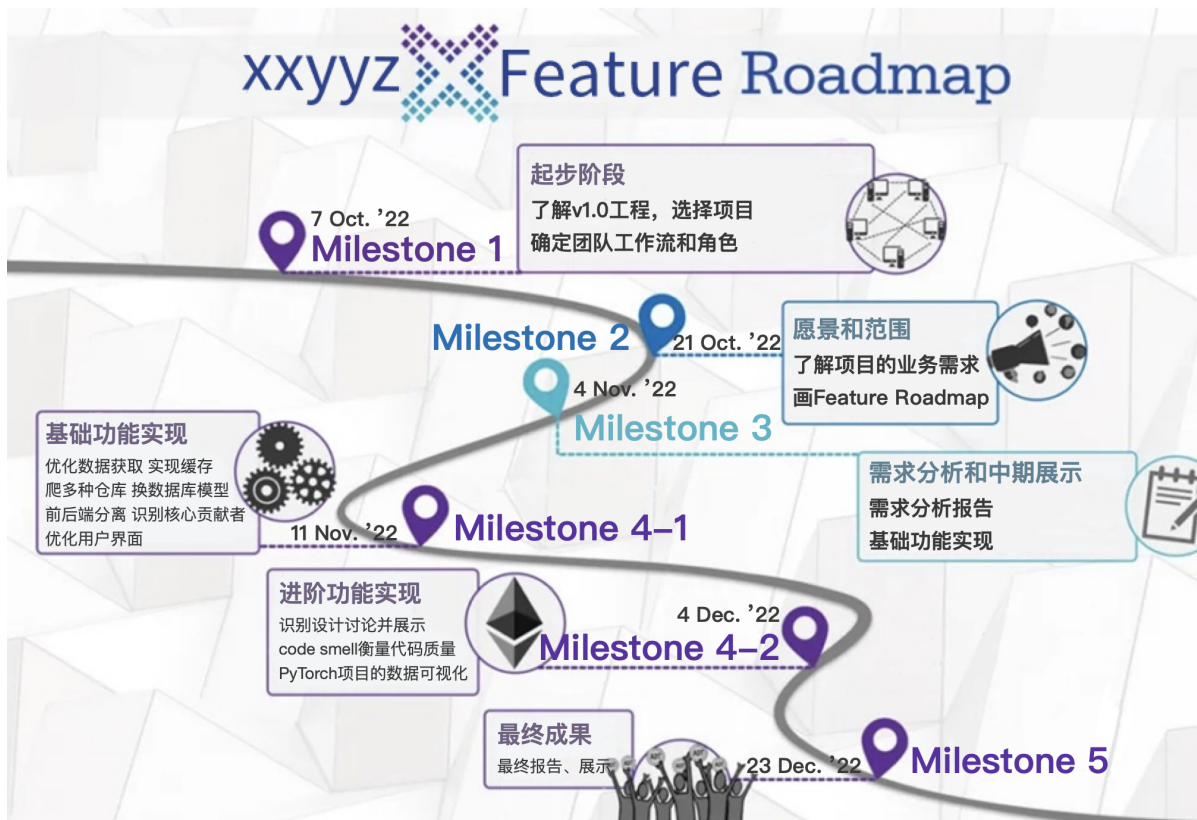 xxyyz Feature Roadmap
7 Oct. ’22
Milestone 1
起步阶段
了解v1.0工程，选择项目
确定团队工作流和角色
Milestone 2
21 Oct. ’22
愿景和范围
了解项目的业务需求
画Feature Roadmap
4 Nov. ’22
Milestone 3
需求分析和中期展示
需求分析报告
基础功能实现
基础功能实现
优化数据获取 实现缓存
爬多种仓库 换数据库模型
前后端分离 识别核心贡献者
优化用户界面
11 Nov. ’22
Milestone 4–1
进阶功能实现
识别设计讨论并展示
code smell衡量代码质量
PyTorch项目的数据可视化
4 Dec. ’22
Milestone 4–2
最终成果
最终报告、展示
23 Dec. ’22
Milestone 5